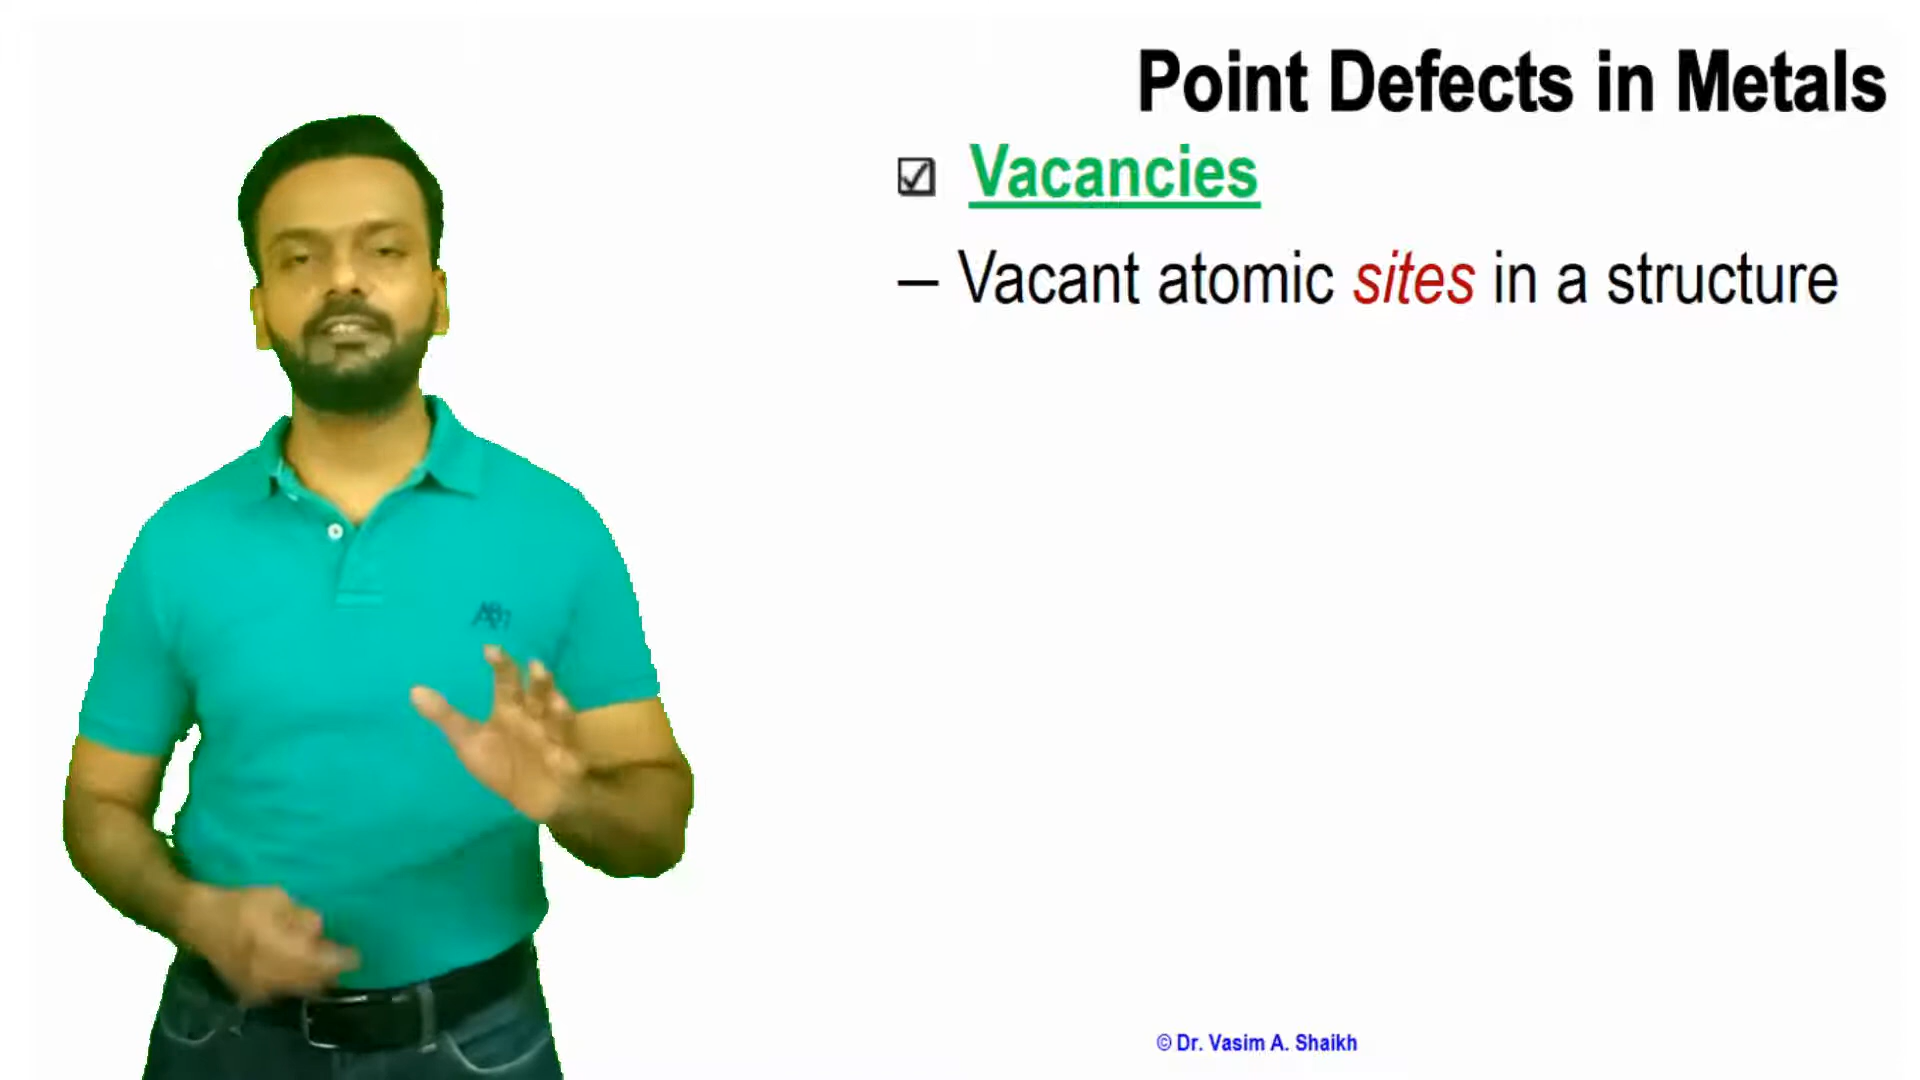 Point Defects in Metals
Vacancies
– Vacant atomic sites in a structure
© Dr. Vasim A. Shaikh